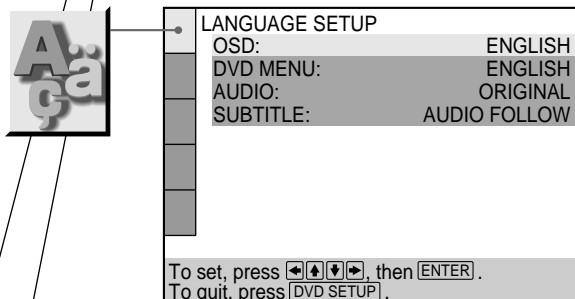 A ä ç
LANGUAGE SETUP
OSD: ENGLISH
DVD MENU: ENGLISH
AUDIO: ORIGINAL
SUBTITLE: AUDIO FOLLOW
To set, press ←↑↓→, then ENTER.
To quit, press DVD SETUP.